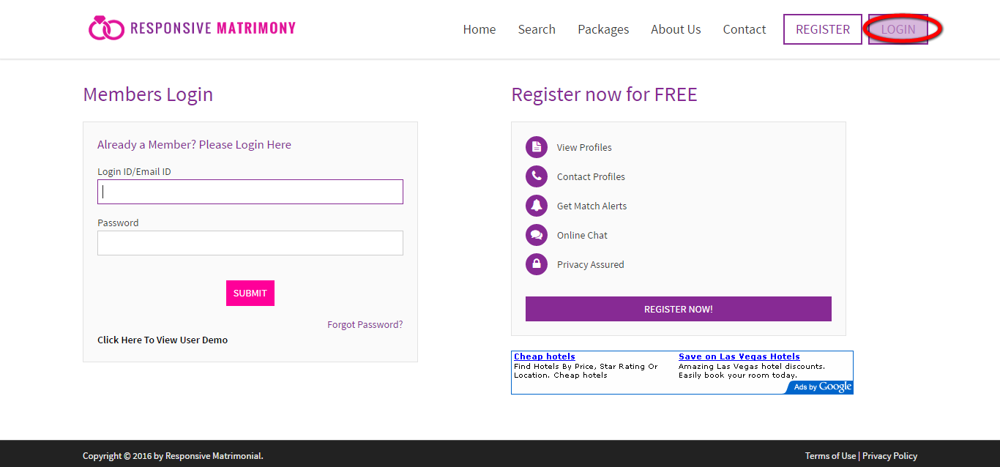 RESPONSIVE MATRIMONY
Home Search Packages About Us Contact REGISTER LOGIN
Members Login
Already a Member? Please Login Here
Login ID/Email ID
Password
SUBMIT
Forgot Password?
Click Here To View User Demo
Register now for FREE
View Profiles
Contact Profiles
Get Match Alerts
Online Chat
Privacy Assured
REGISTER NOW!
Cheap hotels
Find Hotels By Price, Star Rating Or
Location. Cheap hotels
Save on Las Vegas Hotels
Amazing Las Vegas hotel discounts.
Easily book your room today.
Ads by Google
Copyright © 2016 by Responsive Matrimonial.
Terms of Use | Privacy Policy